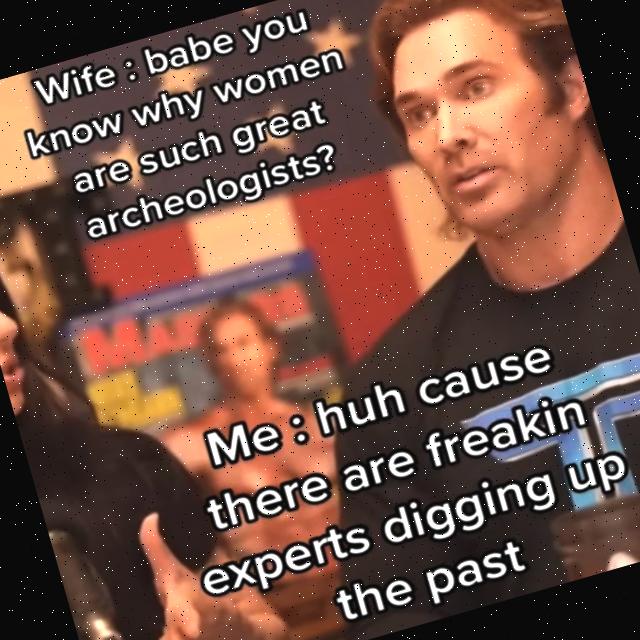 Wife : babe you
know why women
are such great
archeologists?
Me : huh cause
there are freakin
experts digging up
the past